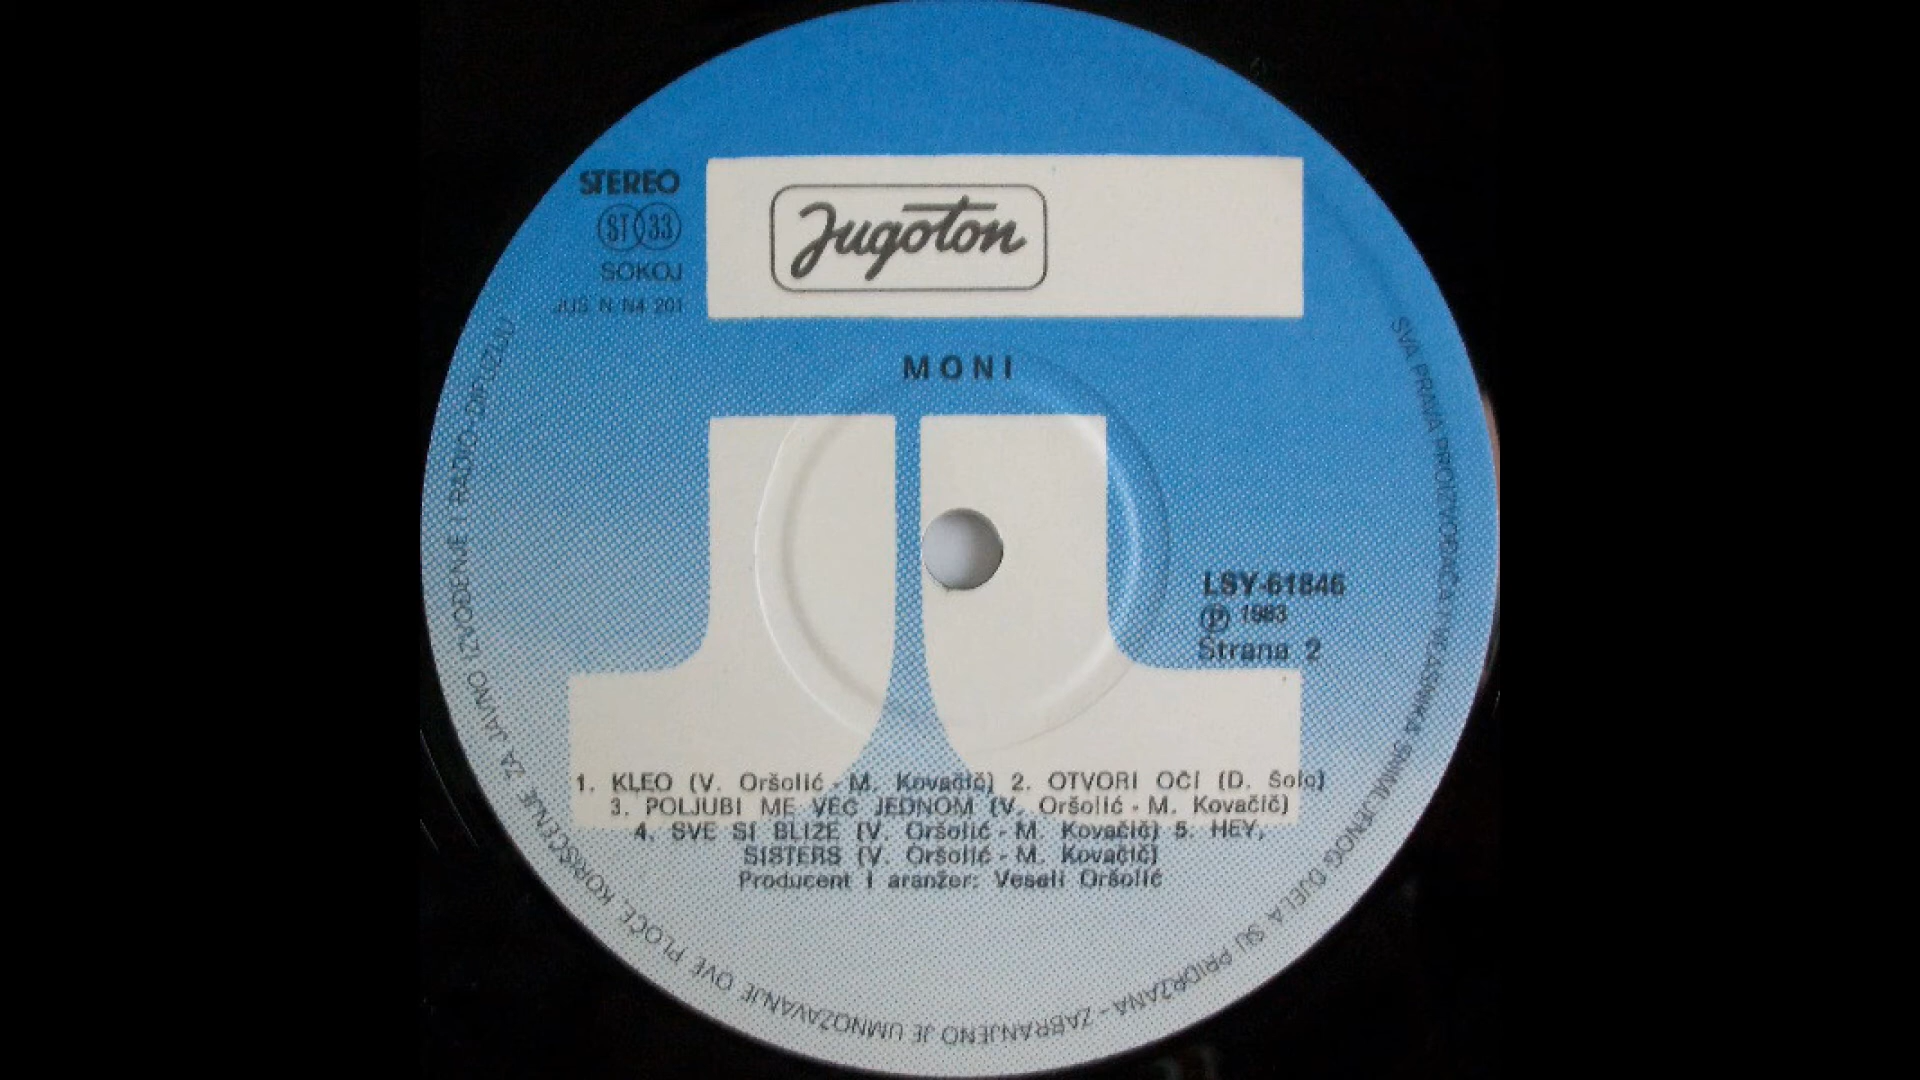 STEREO
ST 33
SOKOJ
JUS N N4 201
Jugoton
MONI
LSY-61846
Ⓟ 1983
Strana 2
1. KLEO (V. Oršolić - M. Kovačič) 2. OTVORI OČI (D. Šolo)
3. POLJUBI ME VEĆ JEDNOM (V. Oršolić - M. Kovačič)
4. SVE SI BLIŽE (V. Oršolić - M. Kovačič) 5. HEY,
SISTERS (V. Oršolić - M. Kovačič)
Producent i aranžer: Veseli Oršolić
SVA PRAVA PROIZVOĐAČA I VLASNIKA SNIMLJENOG DJELA SU PRIDRŽANA - ZABRANJENO JE UMNOŽAVANJE OVE PLOČE, KORIŠĆENJE ZA JAVNO IZVOĐENJE I RADIO-DIFUZIJU